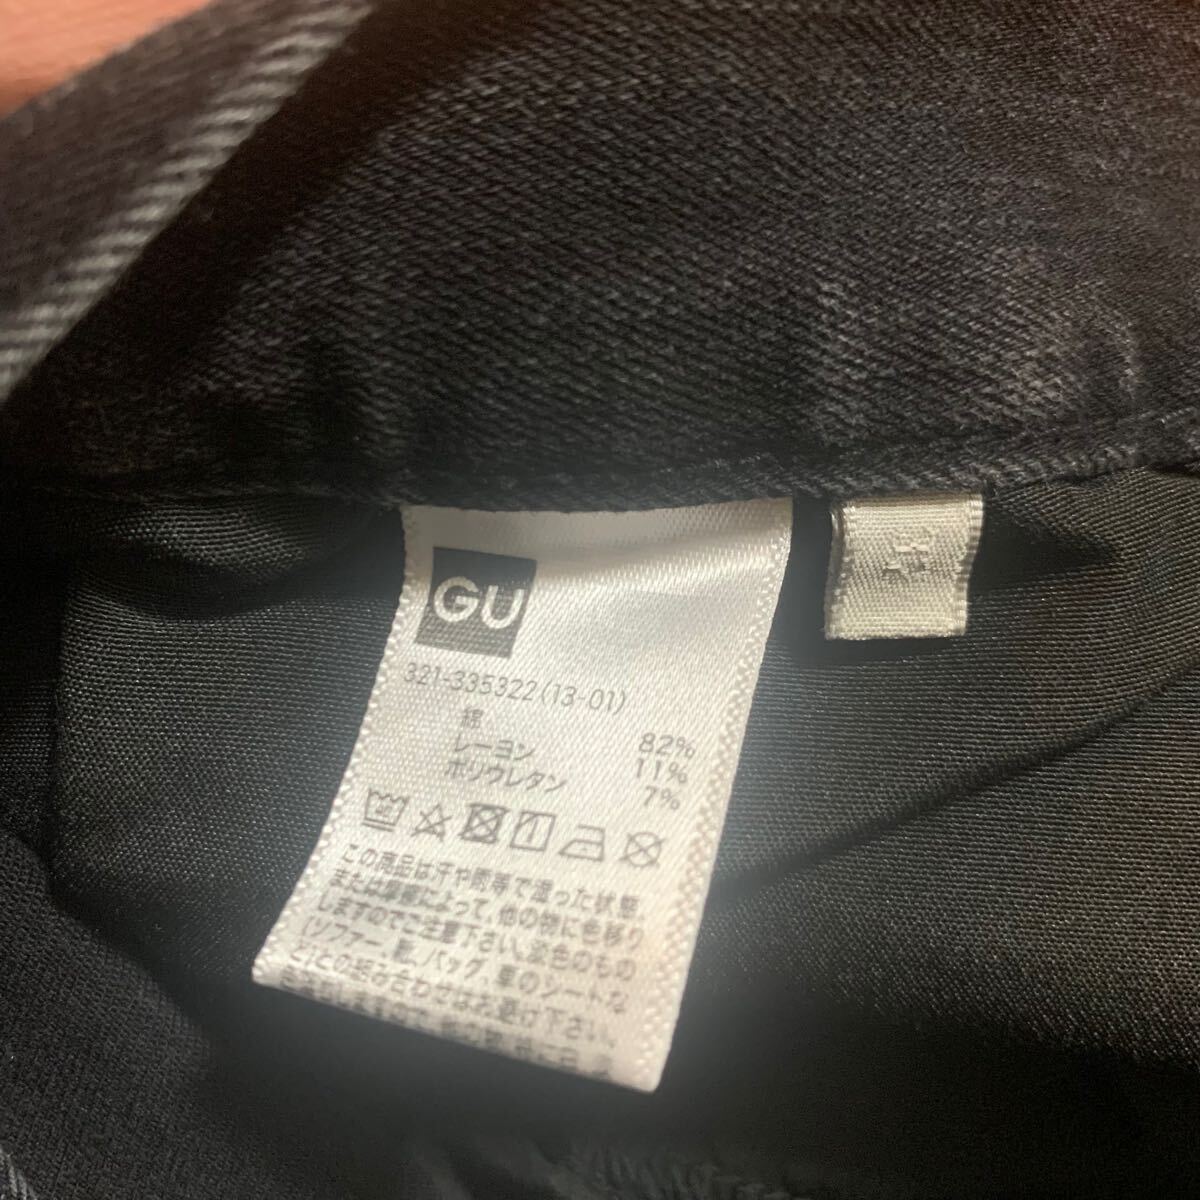 GU
321-335322(13-01)
綿 82%
レーヨン 11%
ポリウレタン 7%
この商品は汗や雨等で湿った状態、
または摩擦によって、他の物に色移り
しますのでご注意下さい。淡色のもの
(ソファー、靴、バッグ、車のシートな
ど)との組み合わせはお避け下さい。